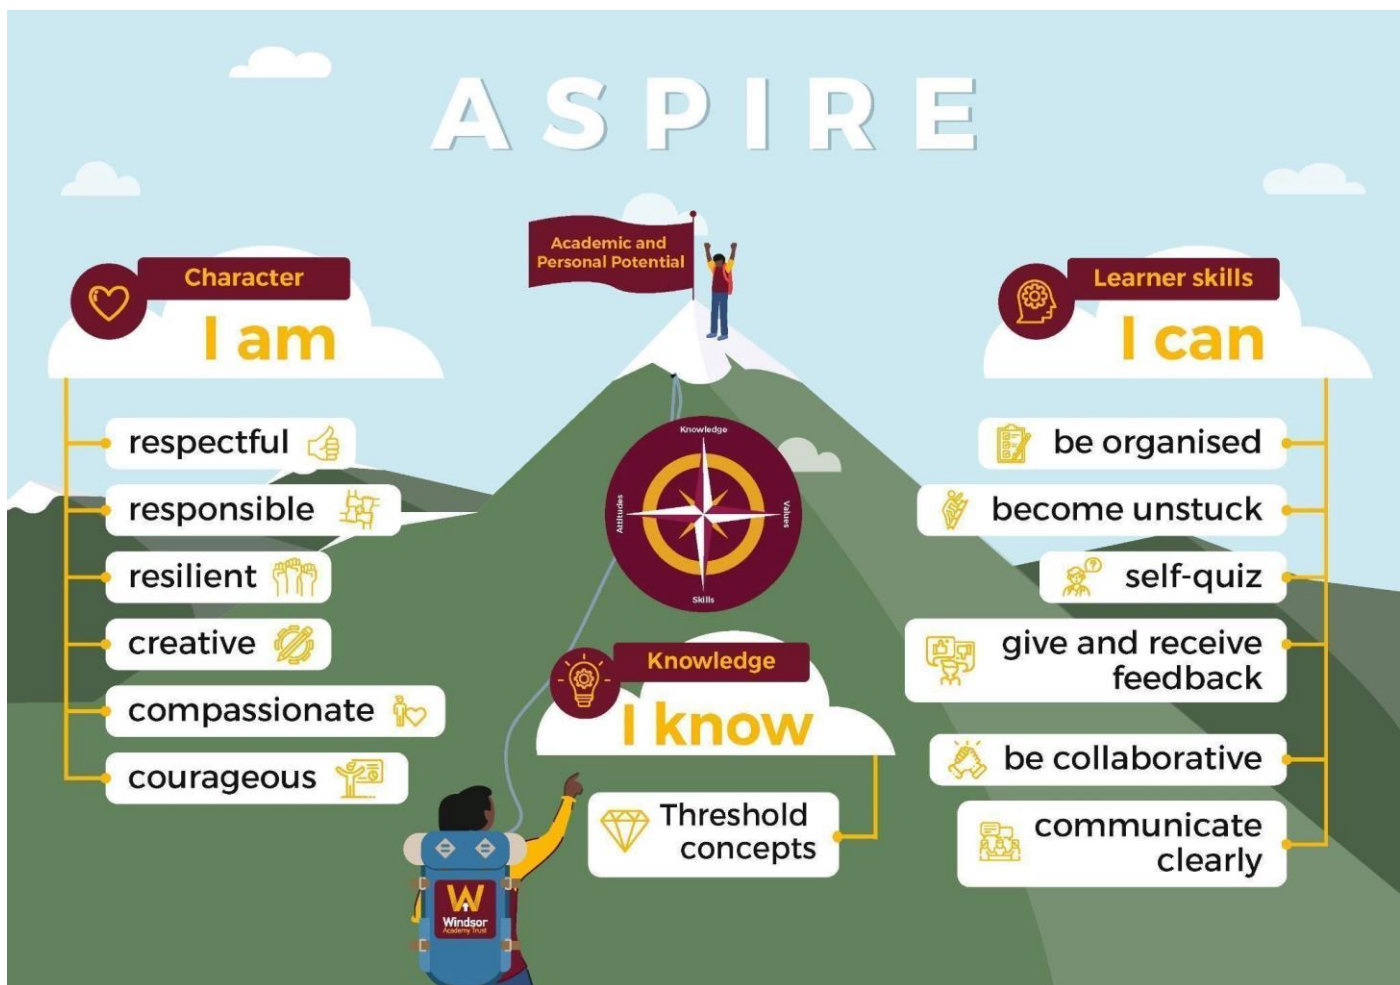 ASPIRE
Academic and
Personal Potential
Character
I am
respectful
responsible
resilient
creative
compassionate
courageous
Knowledge
Attitudes
Values
Skills
Knowledge
I know
Threshold
concepts
Learner skills
I can
be organised
become unstuck
self-quiz
give and receive
feedback
be collaborative
communicate
clearly
W
Windsor
Academy Trust